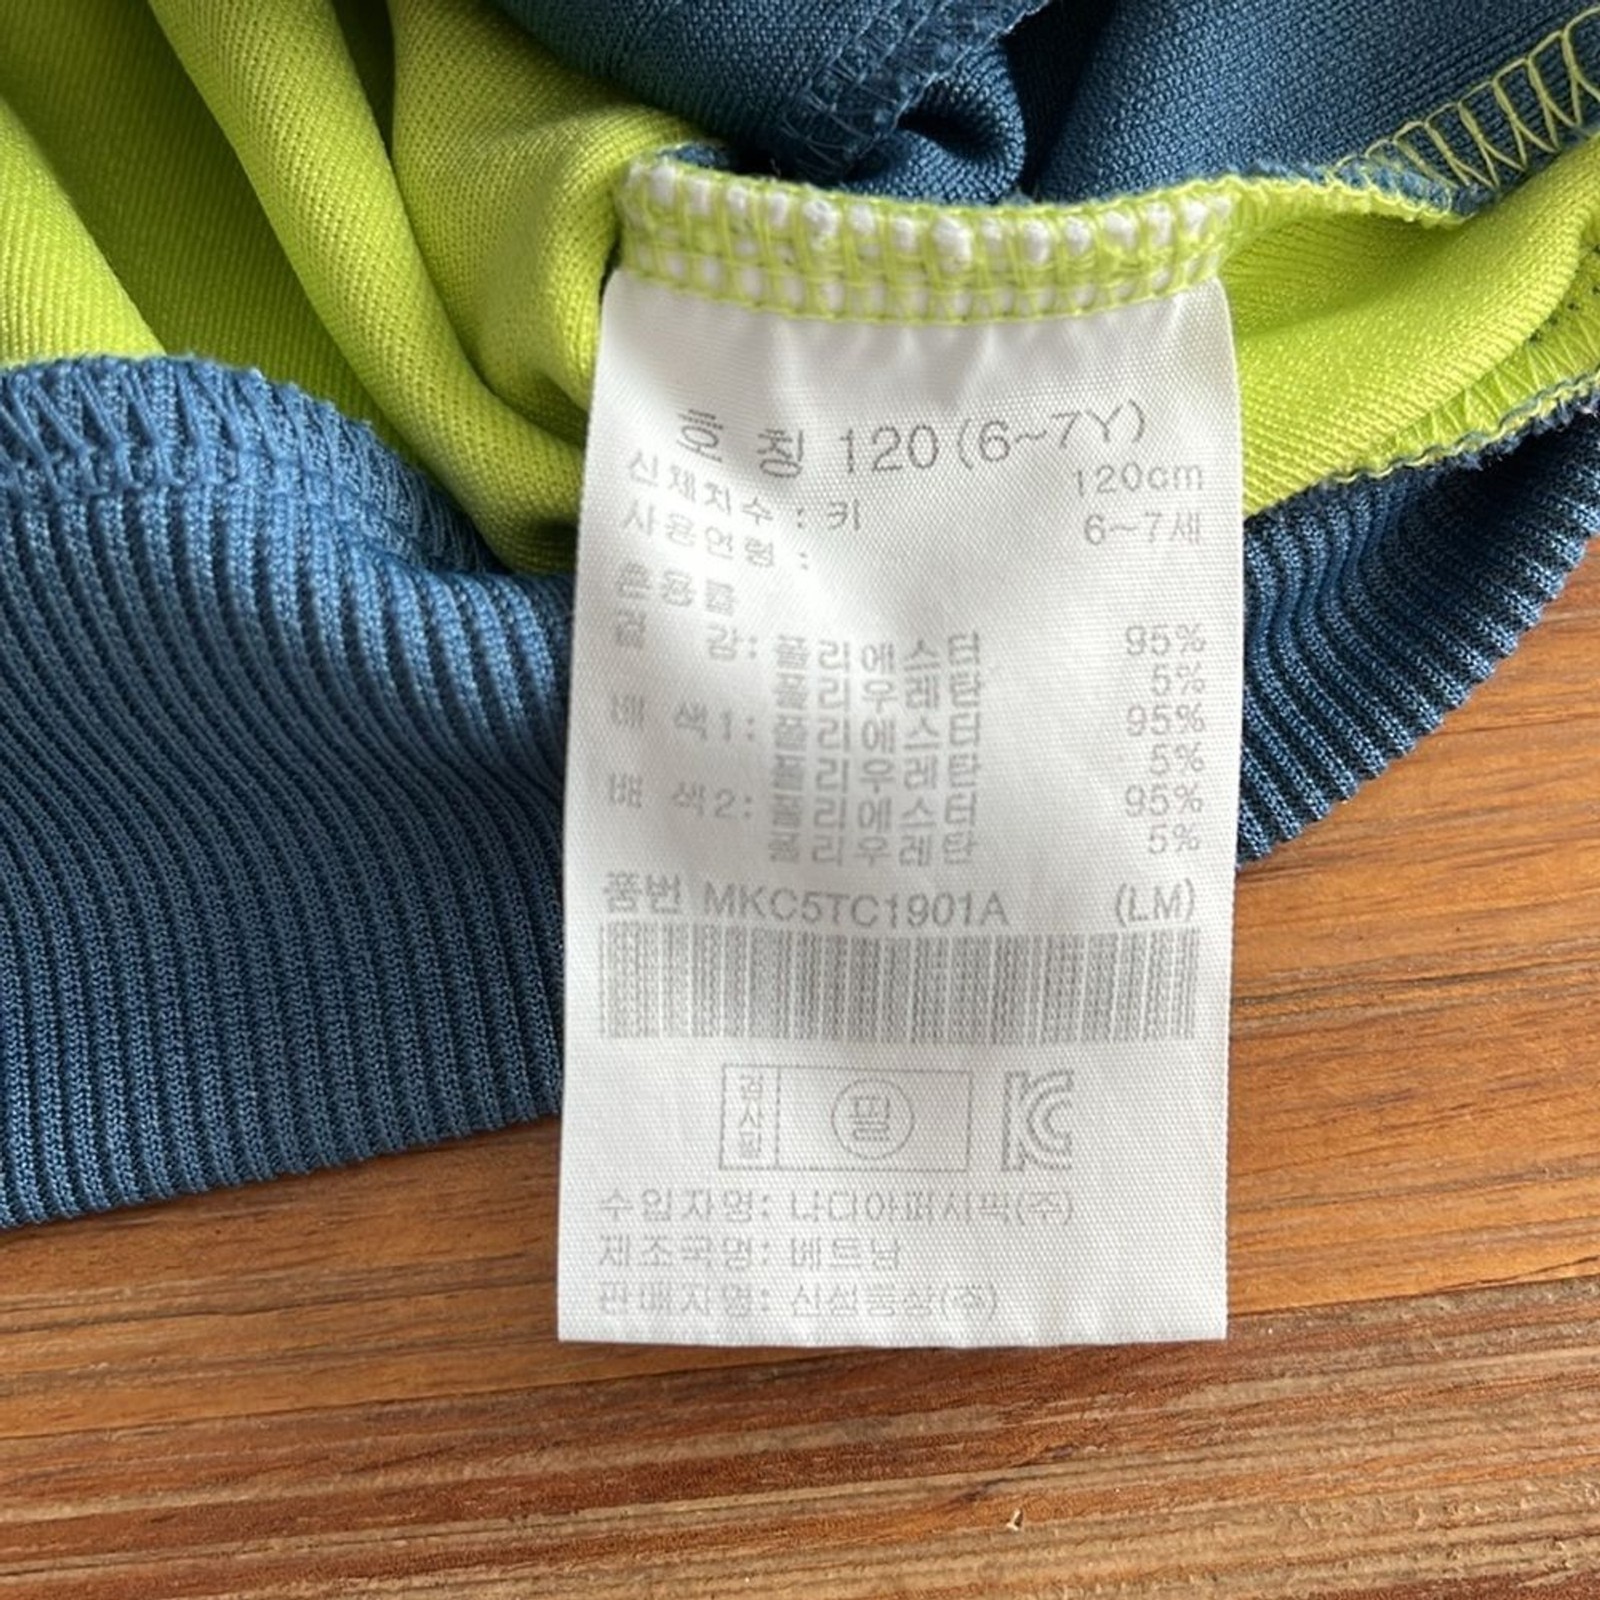 호 칭 120(6~7Y)
신체치수 : 키 120cm
사용연령 : 6~7세
혼용률
겉 감: 폴리에스터 95%
폴리우레탄 5%
배 색1: 폴리에스터 95%
폴리우레탄 5%
배 색2: 폴리에스터 95%
폴리우레탄 5%
품번 MKC5TC1901A (LM)
검사필 필 KC
수입자명: 나디아퍼시픽(주)
제조국명: 베트남
판매자명: 신성통상(주)